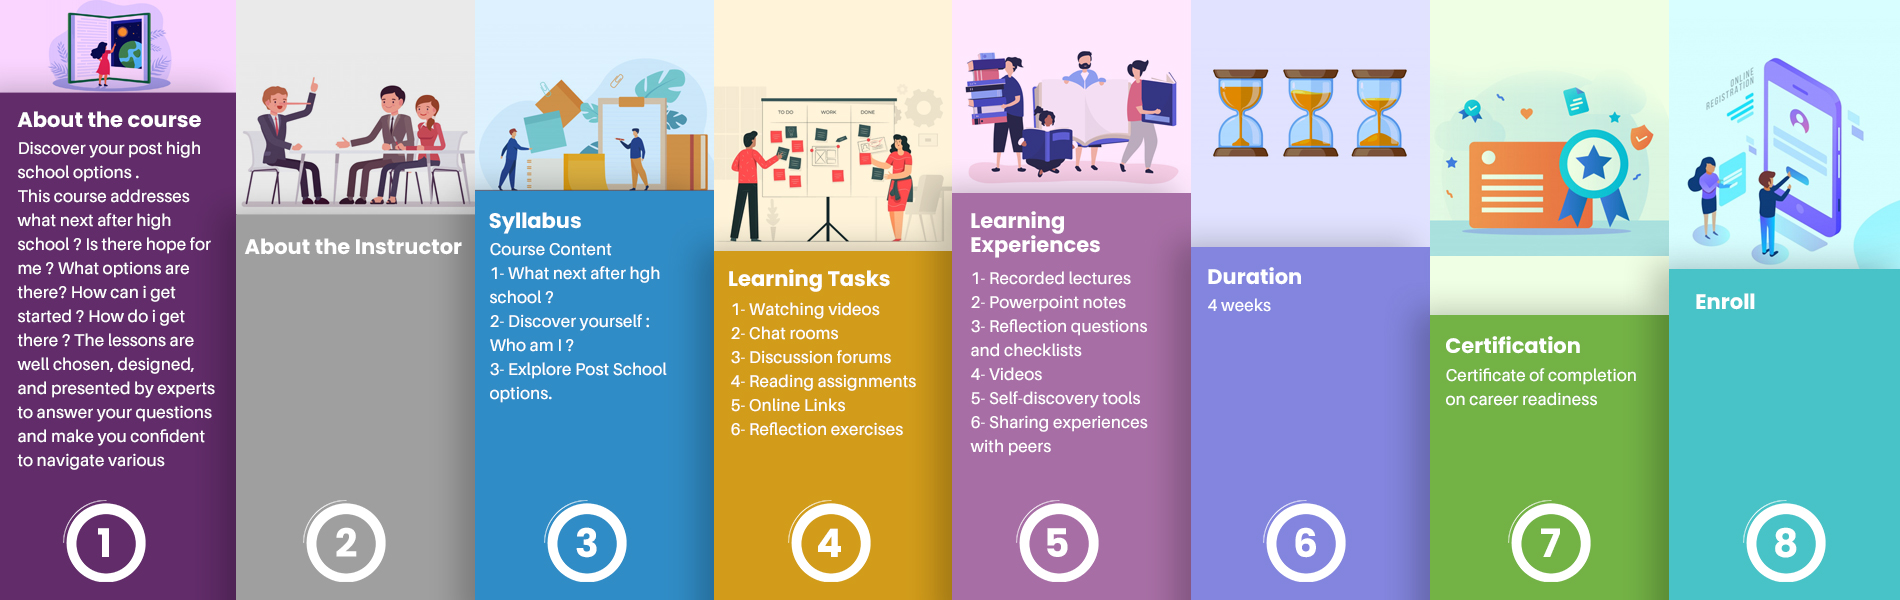 About the course
Discover your post high
school options .
This course addresses
what next after high
school ? Is there hope for
me ? What options are
there? How can i get
started ? How do i get
there ? The lessons are
well chosen, designed,
and presented by experts
to answer your questions
and make you confident
to navigate various
1
About the Instructor
2
Syllabus
Course Content
1- What next after hgh
school ?
2- Discover yourself :
Who am I ?
3- Exlplore Post School
options.
3
TO DO
WORK
DONE
Learning Tasks
1- Watching videos
2- Chat rooms
3- Discussion forums
4- Reading assignments
5- Online Links
6- Reflection exercises
4
Learning
Experiences
1- Recorded lectures
2- Powerpoint notes
3- Reflection questions
and checklists
4- Videos
5- Self-discovery tools
6- Sharing experiences
with peers
5
Duration
4 weeks
6
Certification
Certificate of completion
on career readiness
7
ONLINE
REGISTRATION
Enroll
8